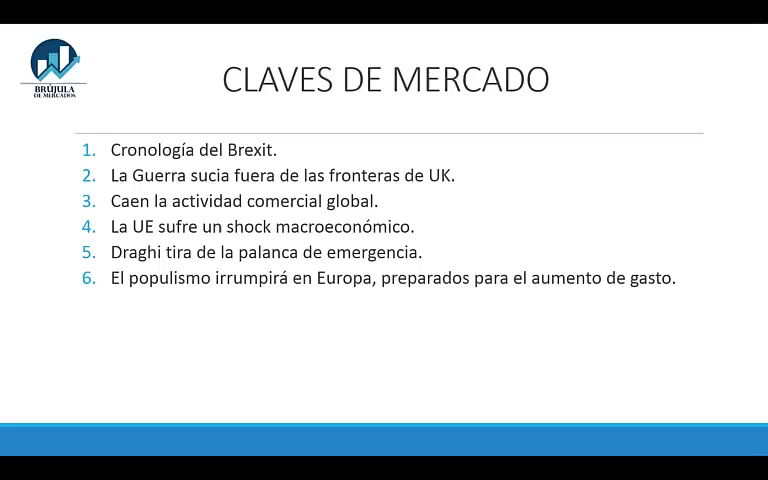 BRÚJULA
DE MERCADOS
CLAVES DE MERCADO
1. Cronología del Brexit.
2. La Guerra sucia fuera de las fronteras de UK.
3. Caen la actividad comercial global.
4. La UE sufre un shock macroeconómico.
5. Draghi tira de la palanca de emergencia.
6. El populismo irrumpirá en Europa, preparados para el aumento de gasto.